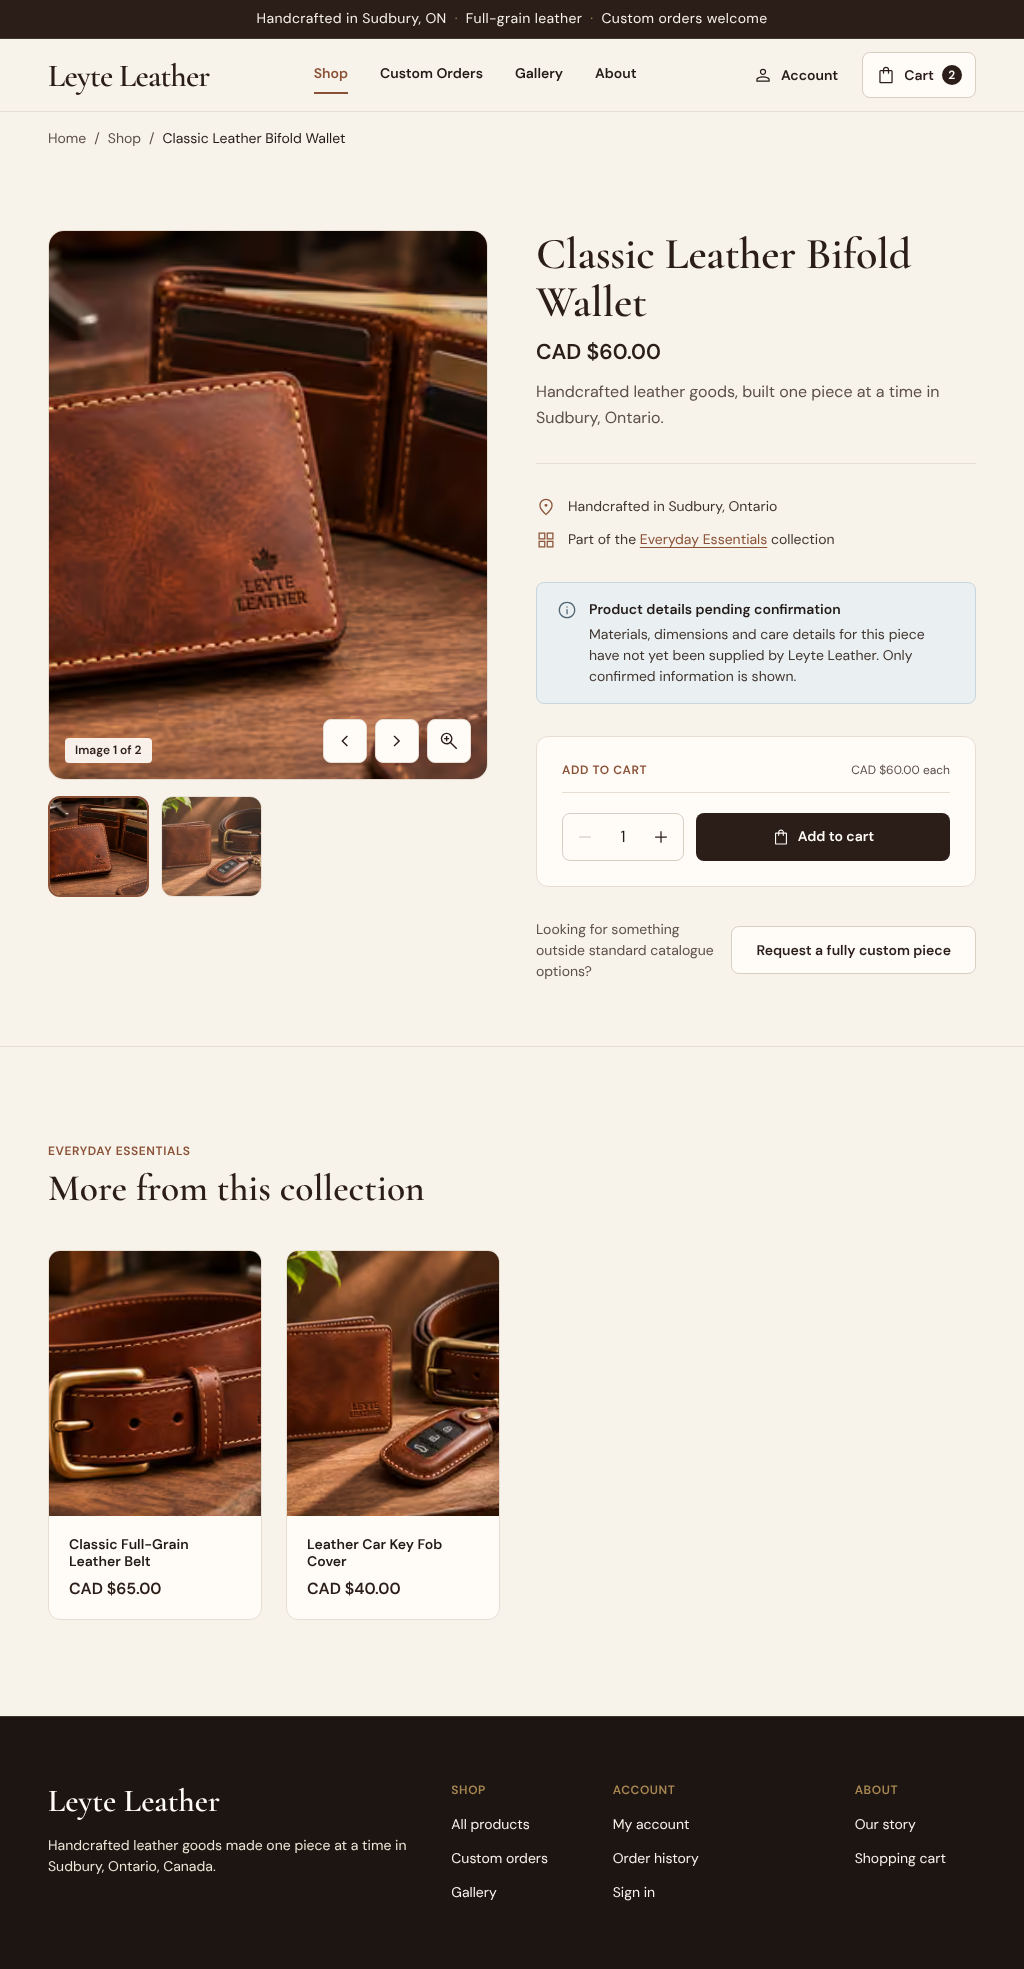 Handcrafted in Sudbury, ON · Full-grain leather · Custom orders welcome
Leyte Leather
Shop
Custom Orders
Gallery
About
Account
Cart 2
Home / Shop / Classic Leather Bifold Wallet
LEYTE
LEATHER
Image 1 of 2
Classic Leather Bifold
Wallet
CAD $60.00
Handcrafted leather goods, built one piece at a time in
Sudbury, Ontario.
Handcrafted in Sudbury, Ontario
Part of the Everyday Essentials collection
Product details pending confirmation
Materials, dimensions and care details for this piece
have not yet been supplied by Leyte Leather. Only
confirmed information is shown.
ADD TO CART
CAD $60.00 each
1
Add to cart
Looking for something
outside standard catalogue
options?
Request a fully custom piece
EVERYDAY ESSENTIALS
More from this collection
LEYTE
Classic Full-Grain
Leather Belt
CAD $65.00
Leather Car Key Fob
Cover
CAD $40.00
Leyte Leather
Handcrafted leather goods made one piece at a time in
Sudbury, Ontario, Canada.
SHOP
All products
Custom orders
Gallery
ACCOUNT
My account
Order history
Sign in
ABOUT
Our story
Shopping cart